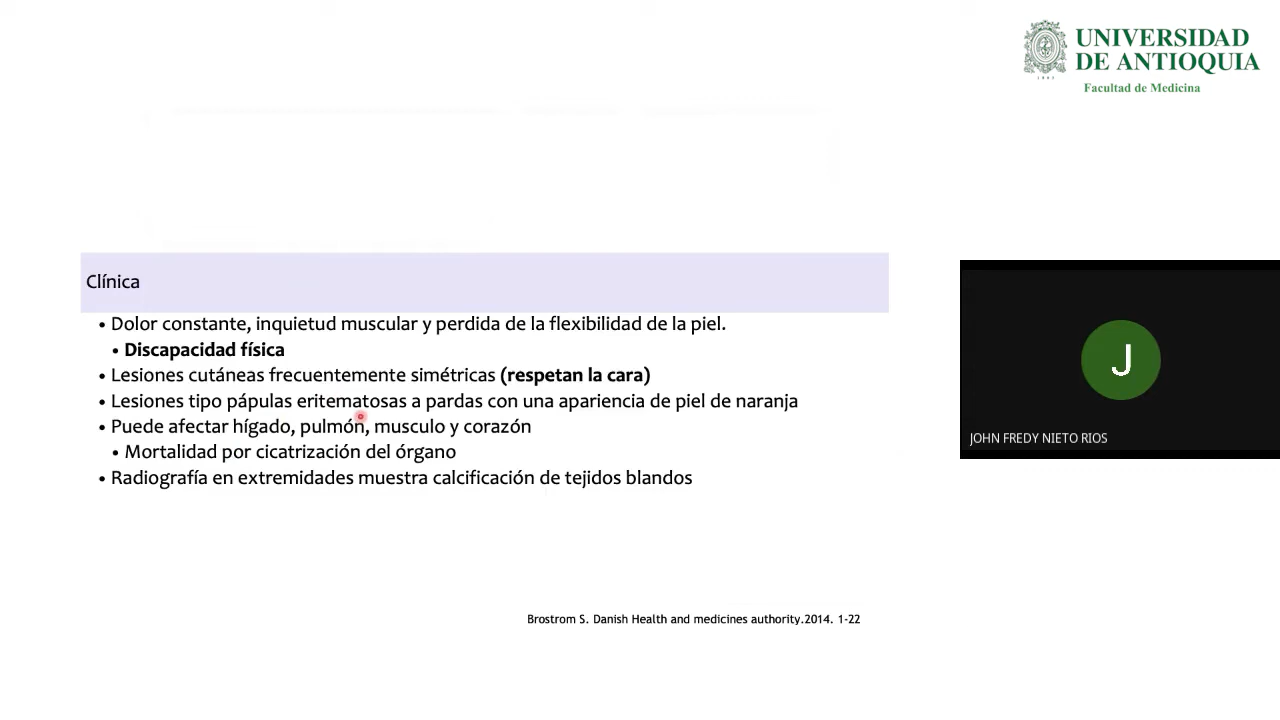 UNIVERSIDAD
DE ANTIOQUIA
1803
Facultad de Medicina
Clínica
• Dolor constante, inquietud muscular y perdida de la flexibilidad de la piel.
• Discapacidad física
• Lesiones cutáneas frecuentemente simétricas (respetan la cara)
• Lesiones tipo pápulas eritematosas a pardas con una apariencia de piel de naranja
• Puede afectar hígado, pulmón, musculo y corazón
• Mortalidad por cicatrización del órgano
• Radiografía en extremidades muestra calcificación de tejidos blandos
J
JOHN FREDY NIETO RIOS
Brostrom S. Danish Health and medicines authority.2014. 1-22